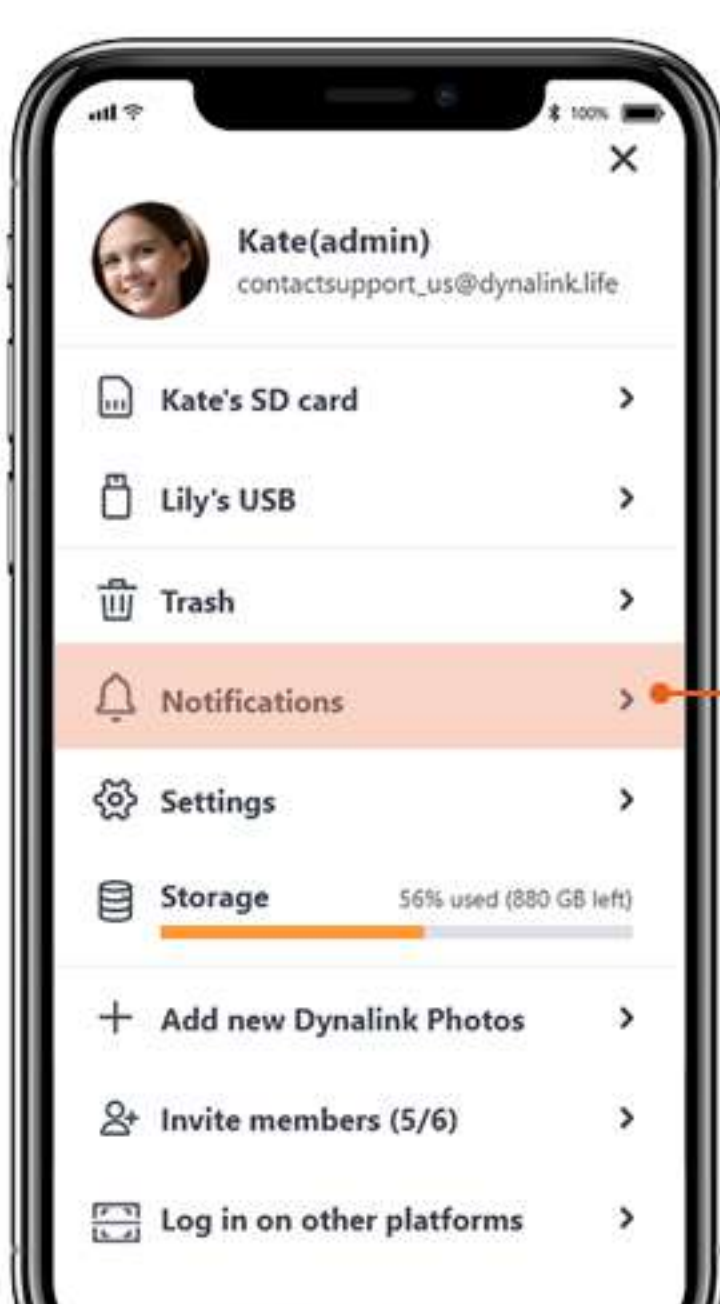 100%
Kate(admin)
contactsupport_us@dynalink.life
Kate's SD card
Lily's USB
Trash
Notifications
Settings
Storage 56% used (880 GB left)
Add new Dynalink Photos
Invite members (5/6)
Log in on other platforms